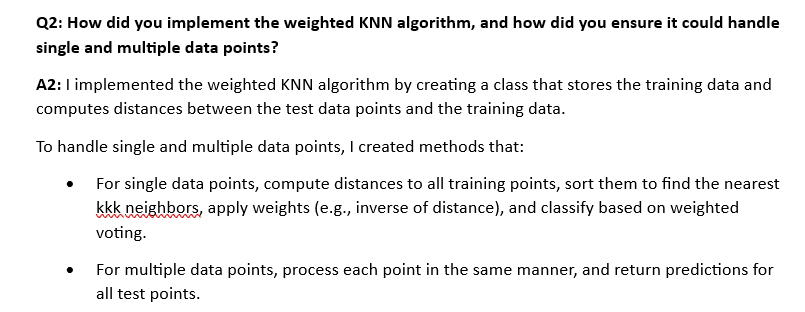 Q2: How did you implement the weighted KNN algorithm, and how did you ensure it could handle
single and multiple data points?
A2: I implemented the weighted KNN algorithm by creating a class that stores the training data and
computes distances between the test data points and the training data.
To handle single and multiple data points, I created methods that:
• For single data points, compute distances to all training points, sort them to find the nearest
kkk neighbors, apply weights (e.g., inverse of distance), and classify based on weighted
voting.
• For multiple data points, process each point in the same manner, and return predictions for
all test points.